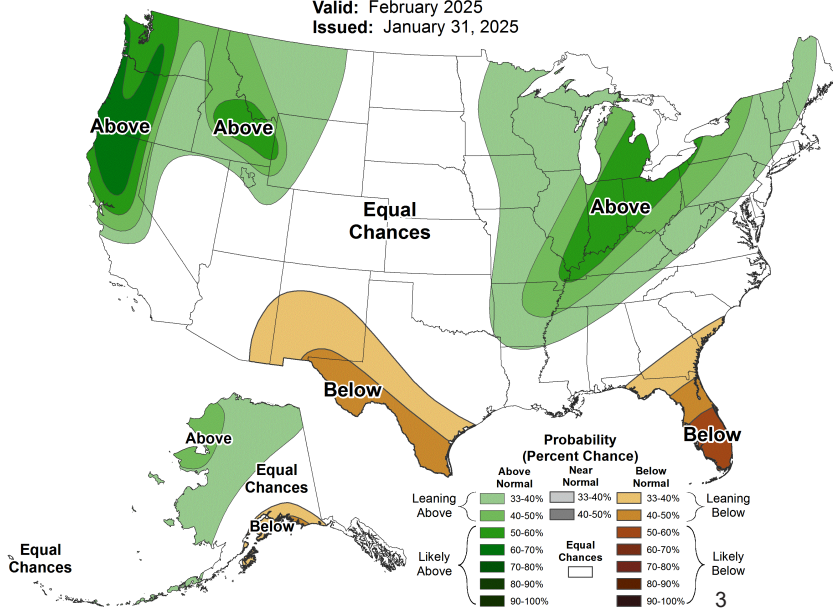 Valid: February 2025
Issued: January 31, 2025
Above
Above
Above
Equal
Chances
Below
Below
Above
Equal
Chances
Below
Equal
Chances
Probability
(Percent Chance)
Above
Normal
Near
Normal
Below
Normal
Leaning
Above
33-40%
33-40%
33-40%
Leaning
Below
40-50%
40-50%
40-50%
Likely
Above
50-60%
50-60%
60-70%
Equal
Chances
60-70%
70-80%
70-80%
Likely
Below
80-90%
80-90%
90-100%
90-100%
3